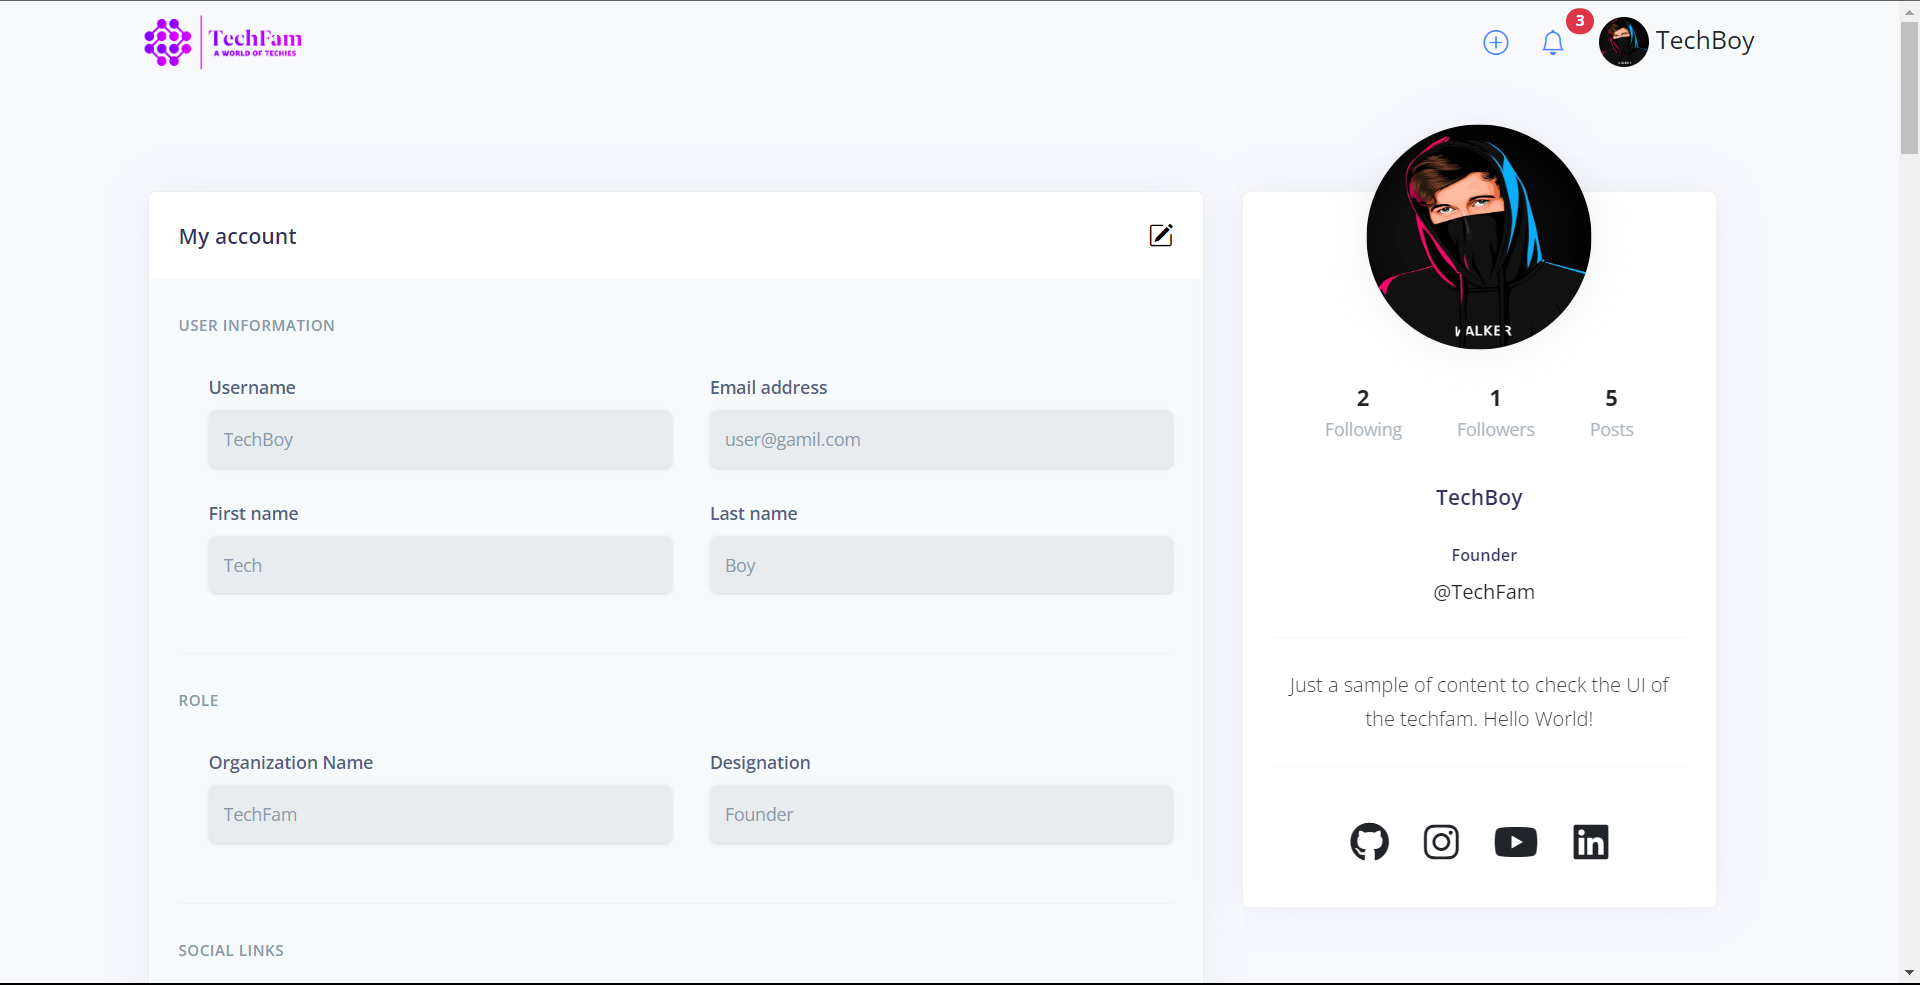 TechFam
A WORLD OF TECHIES
3
TechBoy
My account
USER INFORMATION
Username
Email address
TechBoy
user@gamil.com
First name
Last name
Tech
Boy
ROLE
Organization Name
Designation
TechFam
Founder
SOCIAL LINKS
WALKER
2
1
5
Following
Followers
Posts
TechBoy
Founder
@TechFam
Just a sample of content to check the UI of
the techfam. Hello World!
in